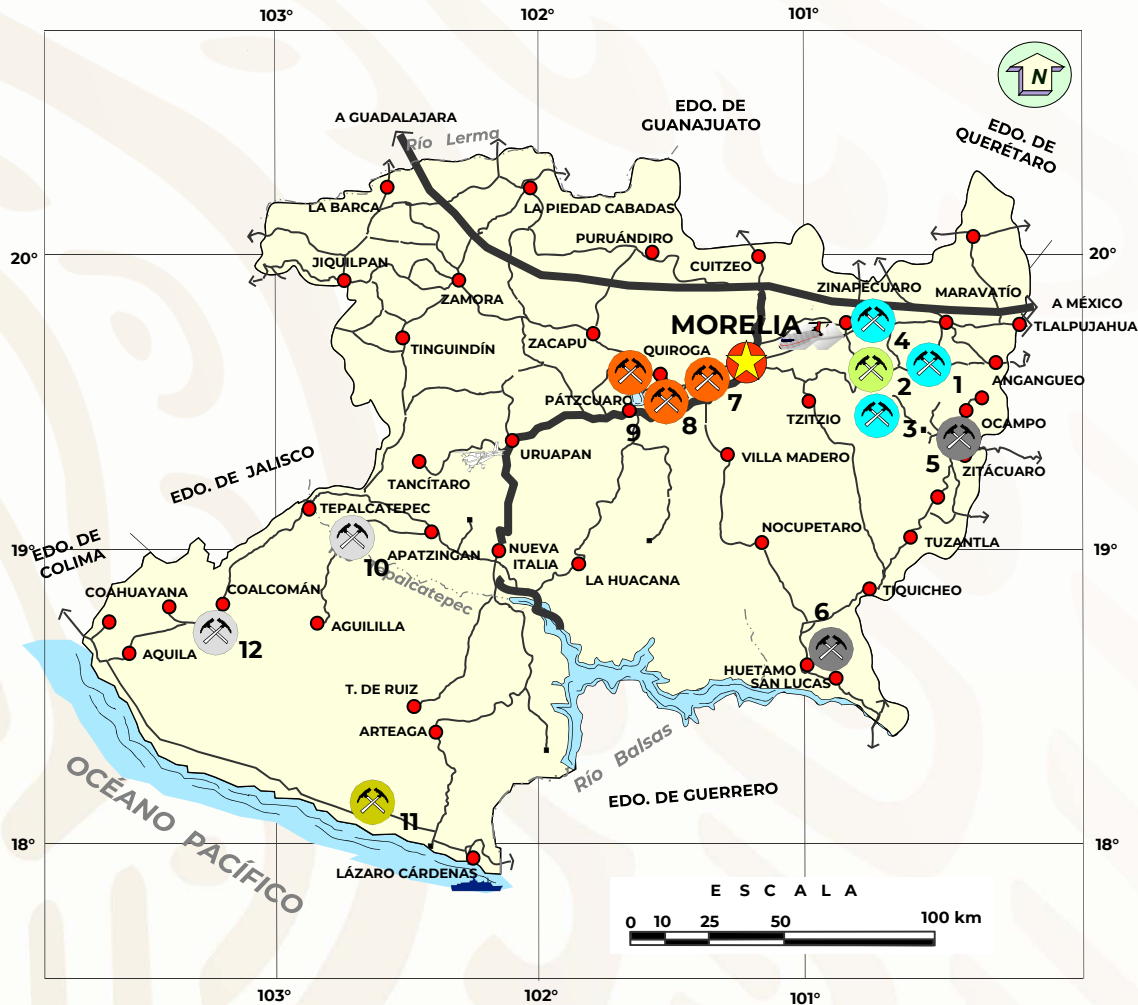 103°
102°
101°
N
EDO. DE
GUANAJUATO
A GUADALAJARA
Río Lerma
EDO. DE
QUERÉTARO
LA BARCA
LA PIEDAD CABADAS
PURUÁNDIRO
20°
JIQUILPAN
CUITZEO
20°
ZAMORA
ZINAPECUARO
MARAVATÍO
A MÉXICO
TLALPUJAHUA
MORELIA
TINGUINDÍN
ZACAPU
QUIROGA
4
2
1
ANGANGUEO
PÁTZCUARO
7
TZITZIO
3.
OCAMPO
9
8
5
URUAPAN
VILLA MADERO
ZITÁCUARO
EDO. DE JALISCO
TANCÍTARO
TEPALCATEPEC
NOCUPETARO
EDO. DE
COLIMA
APATZINGAN
NUEVA
ITALIA
TUZANTLA
19°
19°
10
LA HUACANA
COAHUAYANA
COALCOMÁN
TIQUICHEO
AGUILILLA
6
AQUILA
12
HUETAMO
SAN LUCAS
T. DE RUIZ
ARTEAGA
Río Balsas
OCÉANO PACÍFICO
EDO. DE GUERRERO
11
18°
18°
LÁZARO CÁRDENAS
E S C A L A
0 10 25 50 100 km
103°
102°
101°